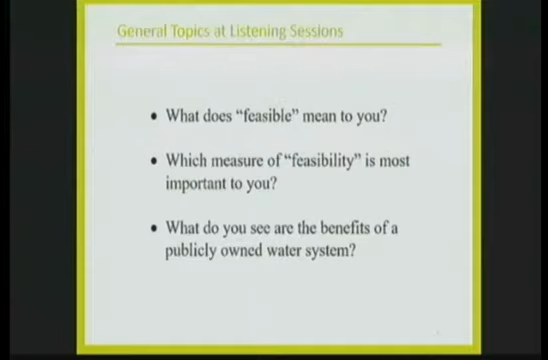 General Topics at Listening Sessions
• What does “feasible” mean to you?
• Which measure of “feasibility” is most
important to you?
• What do you see are the benefits of a
publicly owned water system?